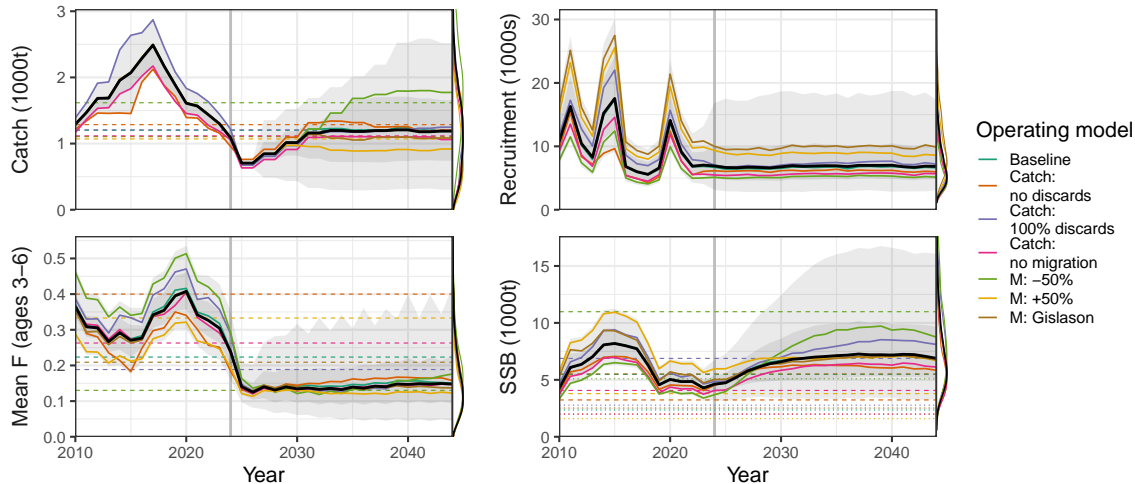 Catch (1000t)
3
2
1
0
Recruitment (1000s)
30
20
10
0
Mean F (ages 3−6)
0.5
0.4
0.3
0.2
0.1
0.0
2010
2020
2030
2040
Year
SSB (1000t)
15
10
5
0
2010
2020
2030
2040
Year
Operating model
Baseline
Catch:
no discards
Catch:
100% discards
Catch:
no migration
M: −50%
M: +50%
M: Gislason